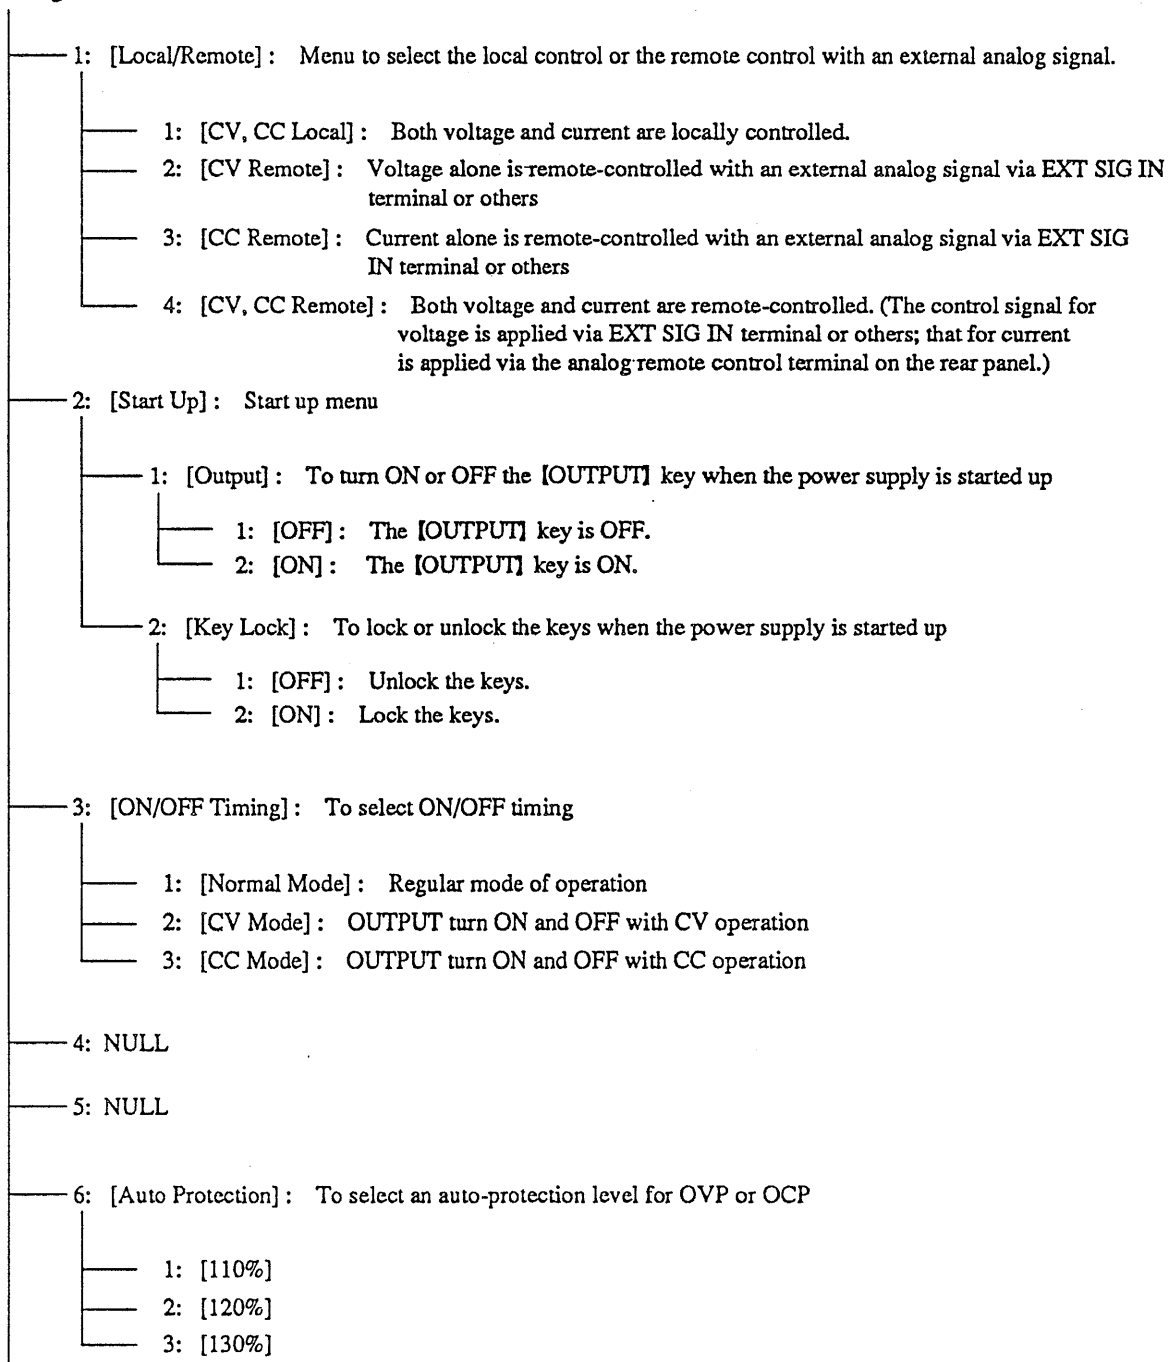 1: [Local/Remote] : Menu to select the local control or the remote control with an external analog signal.
1: [CV, CC Local] : Both voltage and current are locally controlled.
2: [CV Remote] : Voltage alone is remote-controlled with an external analog signal via EXT SIG IN
terminal or others
3: [CC Remote] : Current alone is remote-controlled with an external analog signal via EXT SIG
IN terminal or others
4: [CV, CC Remote] : Both voltage and current are remote-controlled. (The control signal for
voltage is applied via EXT SIG IN terminal or others; that for current
is applied via the analog remote control terminal on the rear panel.)
2: [Start Up] : Start up menu
1: [Output] : To turn ON or OFF the [OUTPUT] key when the power supply is started up
1: [OFF] : The [OUTPUT] key is OFF.
2: [ON] : The [OUTPUT] key is ON.
2: [Key Lock] : To lock or unlock the keys when the power supply is started up
1: [OFF] : Unlock the keys.
2: [ON] : Lock the keys.
3: [ON/OFF Timing] : To select ON/OFF timing
1: [Normal Mode] : Regular mode of operation
2: [CV Mode] : OUTPUT turn ON and OFF with CV operation
3: [CC Mode] : OUTPUT turn ON and OFF with CC operation
4: NULL
5: NULL
6: [Auto Protection] : To select an auto-protection level for OVP or OCP
1: [110%]
2: [120%]
3: [130%]